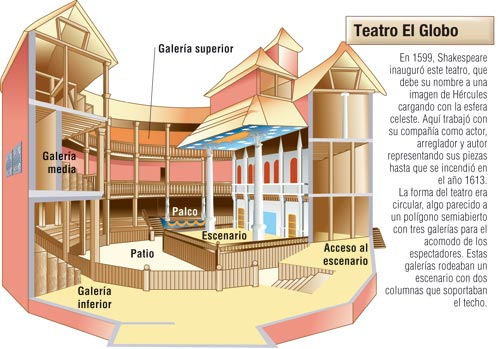 Teatro El Globo
En 1599, Shakespeare
inauguró este teatro, que
debe su nombre a una
imagen de Hércules
cargando con la esfera
celeste. Aquí trabajó con
su compañía como actor,
arreglador y autor
representando sus piezas
hasta que se incendió en
el año 1613.
La forma del teatro era
circular, algo parecido a
un polígono semiabierto
con tres galerías para el
acomodo de los
espectadores. Estas
galerías rodeaban un
escenario con dos
columnas que soportaban
el techo.
Galería superior
Galería
media
Palco
Escenario
Patio
Acceso al
escenario
Galería
inferior